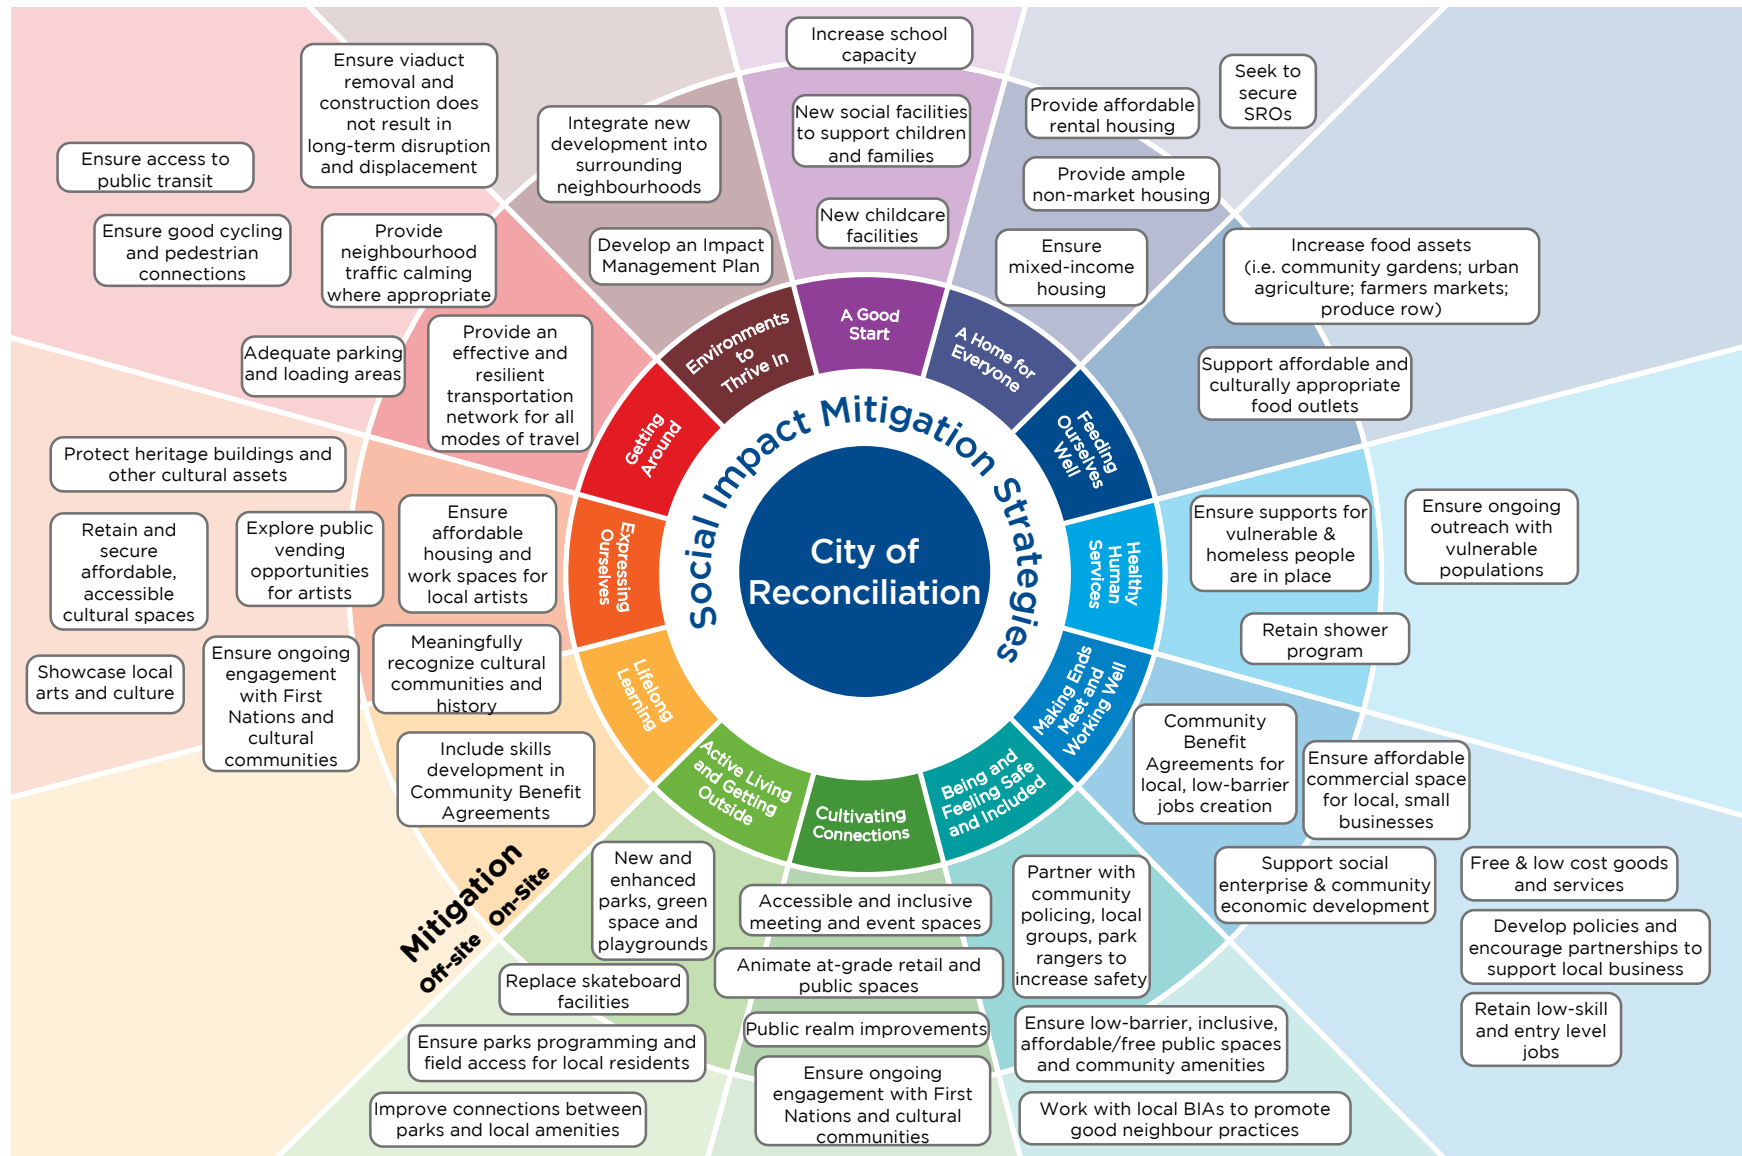 Increase school
capacity
New social facilities
to support children
and families
New childcare
facilities
A Good
Start
Seek to
secure
SROs
Provide affordable
rental housing
Provide ample
non-market housing
Ensure
mixed-income
housing
A Home for
Everyone
Increase food assets
(i.e. community gardens; urban
agriculture; farmers markets;
produce row)
Support affordable and
culturally appropriate
food outlets
Feeding
Ourselves
Well
Ensure supports for
vulnerable &
homeless people
are in place
Ensure ongoing
outreach with
vulnerable
populations
Retain shower
program
Healthy
Human
Services
Community
Benefit
Agreements for
local, low-barrier
jobs creation
Ensure affordable
commercial space
for local, small
businesses
Support social
enterprise & community
economic development
Free & low cost goods
and services
Develop policies and
encourage partnerships to
support local business
Retain low-skill
and entry level
jobs
Making Ends
Meet and
Working Well
Partner with
community
policing, local
groups, park
rangers to
increase safety
Ensure low-barrier, inclusive,
affordable/free public spaces
and community amenities
Work with local BIAs to promote
good neighbour practices
Being and
Feeling Safe
and Included
Accessible and inclusive
meeting and event spaces
Animate at-grade retail and
public spaces
Public realm improvements
Ensure ongoing
engagement with First
Nations and cultural
communities
Cultivating
Connections
New and
enhanced
parks, green
space and
playgrounds
Replace skateboard
facilities
Ensure parks programming and
field access for local residents
Improve connections between
parks and local amenities
Active Living
and Getting
Outside
Mitigation
On-Site
Off-site
Include skills
development in
Community Benefit
Agreements
Lifelong
Learning
Protect heritage buildings and
other cultural assets
Retain and
secure
affordable,
accessible
cultural spaces
Explore public
vending
opportunities
for artists
Ensure
affordable
housing and
work spaces for
local artists
Meaningfully
recognize cultural
communities and
history
Ensure ongoing
engagement
with First
Nations and
cultural
communities
Showcase local
arts and culture
Expressing
Ourselves
Ensure access to
public transit
Ensure good cycling
and pedestrian
connections
Provide
neighbourhood
traffic calming
where appropriate
Adequate parking
and loading areas
Provide an
effective and
resilient
transportation
network for all
modes of travel
Getting
Around
Ensure viaduct
removal and
construction does
not result in
long-term disruption
and displacement
Integrate new
development into
surrounding
neighbourhoods
Develop an Impact
Management Plan
Environments
to
Thrive In
Social Impact Mitigation Strategies
City of
Reconciliation